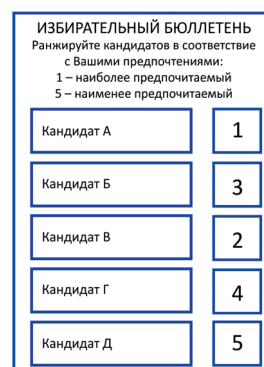 ИЗБИРАТЕЛЬНЫЙ БЮЛЛЕТЕНЬ
Ранжируйте кандидатов в соответствие
с Вашими предпочтениями:
1 – наиболее предпочитаемый
5 – наименее предпочитаемый
Кандидат А 1
Кандидат Б 3
Кандидат В 2
Кандидат Г 4
Кандидат Д 5